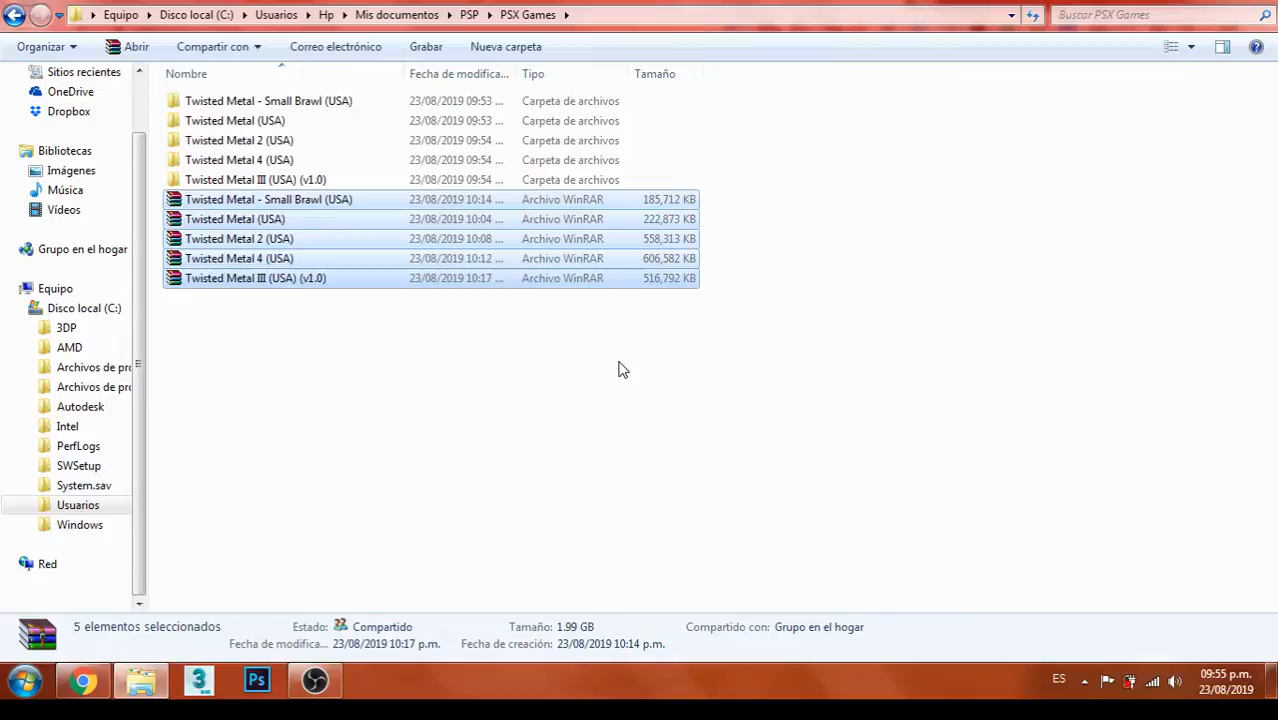 Equipo Disco local (C:) Usuarios Hp Mis documentos PSP PSX Games Buscar PSX Games
Organizar Abrir Compartir con Correo electrónico Grabar Nueva carpeta
Sitios recientes
OneDrive
Dropbox
Bibliotecas
Imágenes
Música
Vídeos
Grupo en el hogar
Equipo
Disco local (C:)
3DP
AMD
Archivos de pro
Archivos de pro
Autodesk
Intel
PerfLogs
SWSetup
System.sav
Usuarios
Windows
Red
Nombre Fecha de modifica... Tipo Tamaño
Twisted Metal - Small Brawl (USA) 23/08/2019 09:53 ... Carpeta de archivos
Twisted Metal (USA) 23/08/2019 09:53 ... Carpeta de archivos
Twisted Metal 2 (USA) 23/08/2019 09:54 ... Carpeta de archivos
Twisted Metal 4 (USA) 23/08/2019 09:54 ... Carpeta de archivos
Twisted Metal III (USA) (v1.0) 23/08/2019 09:54 ... Carpeta de archivos
Twisted Metal - Small Brawl (USA) 23/08/2019 10:14 ... Archivo WinRAR 185,712 KB
Twisted Metal (USA) 23/08/2019 10:04 ... Archivo WinRAR 222,873 KB
Twisted Metal 2 (USA) 23/08/2019 10:08 ... Archivo WinRAR 558,313 KB
Twisted Metal 4 (USA) 23/08/2019 10:12 ... Archivo WinRAR 606,582 KB
Twisted Metal III (USA) (v1.0) 23/08/2019 10:17 ... Archivo WinRAR 516,792 KB
5 elementos seleccionados Estado: Compartido Tamaño: 1.99 GB Compartido con: Grupo en el hogar
Fecha de modifica... 23/08/2019 10:17 p.m. Fecha de creación: 23/08/2019 10:14 p.m.
3
MAX
Ps
ES
09:55 p.m.
23/08/2019